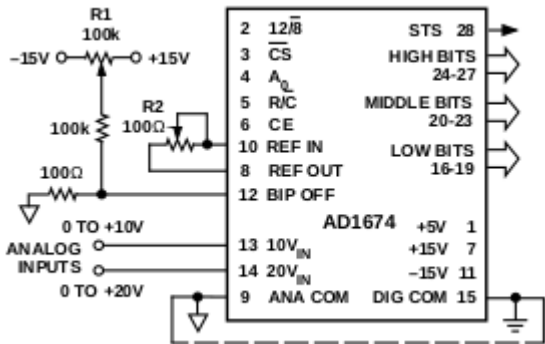 R1
100k
–15V
+15V
100k
R2
100Ω
100Ω
0 TO +10V
ANALOG
INPUTS
0 TO +20V
2 12/8̅
3 C̅S̅
4 A0
5 R/C̅
6 CE
10 REF IN
8 REF OUT
12 BIP OFF
13 10VIN
14 20VIN
9 ANA COM
STS 28
HIGH BITS
24-27
MIDDLE BITS
20-23
LOW BITS
16-19
AD1674
+5V 1
+15V 7
–15V 11
DIG COM 15